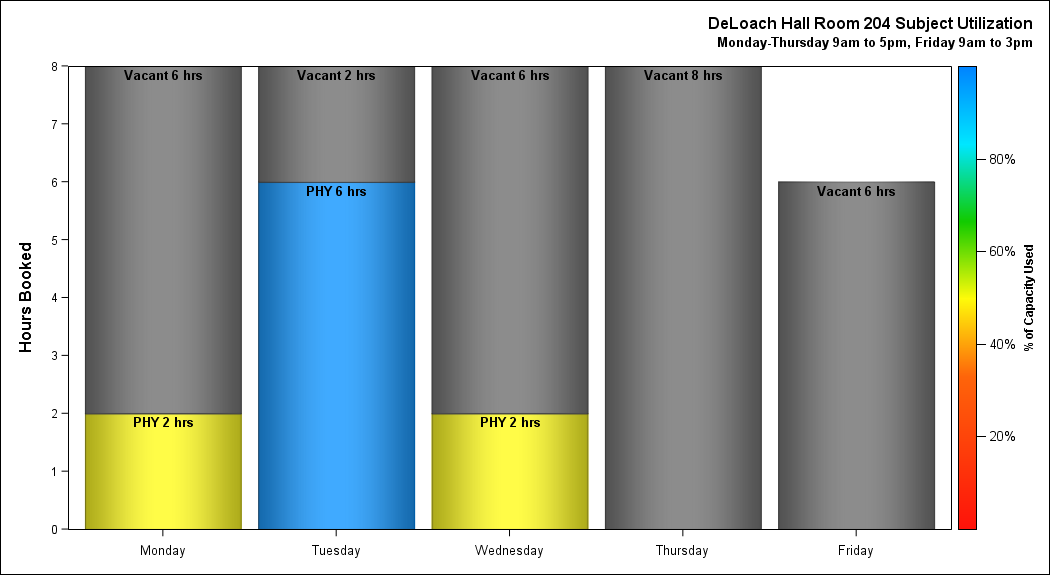 DeLoach Hall Room 204 Subject Utilization
Monday-Thursday 9am to 5pm, Friday 9am to 3pm
Hours Booked
8
7
6
5
4
3
2
1
0
Vacant 6 hrs
PHY 2 hrs
Vacant 2 hrs
PHY 6 hrs
Vacant 6 hrs
PHY 2 hrs
Vacant 8 hrs
Vacant 6 hrs
Monday
Tuesday
Wednesday
Thursday
Friday
80%
60%
40%
20%
% of Capacity Used